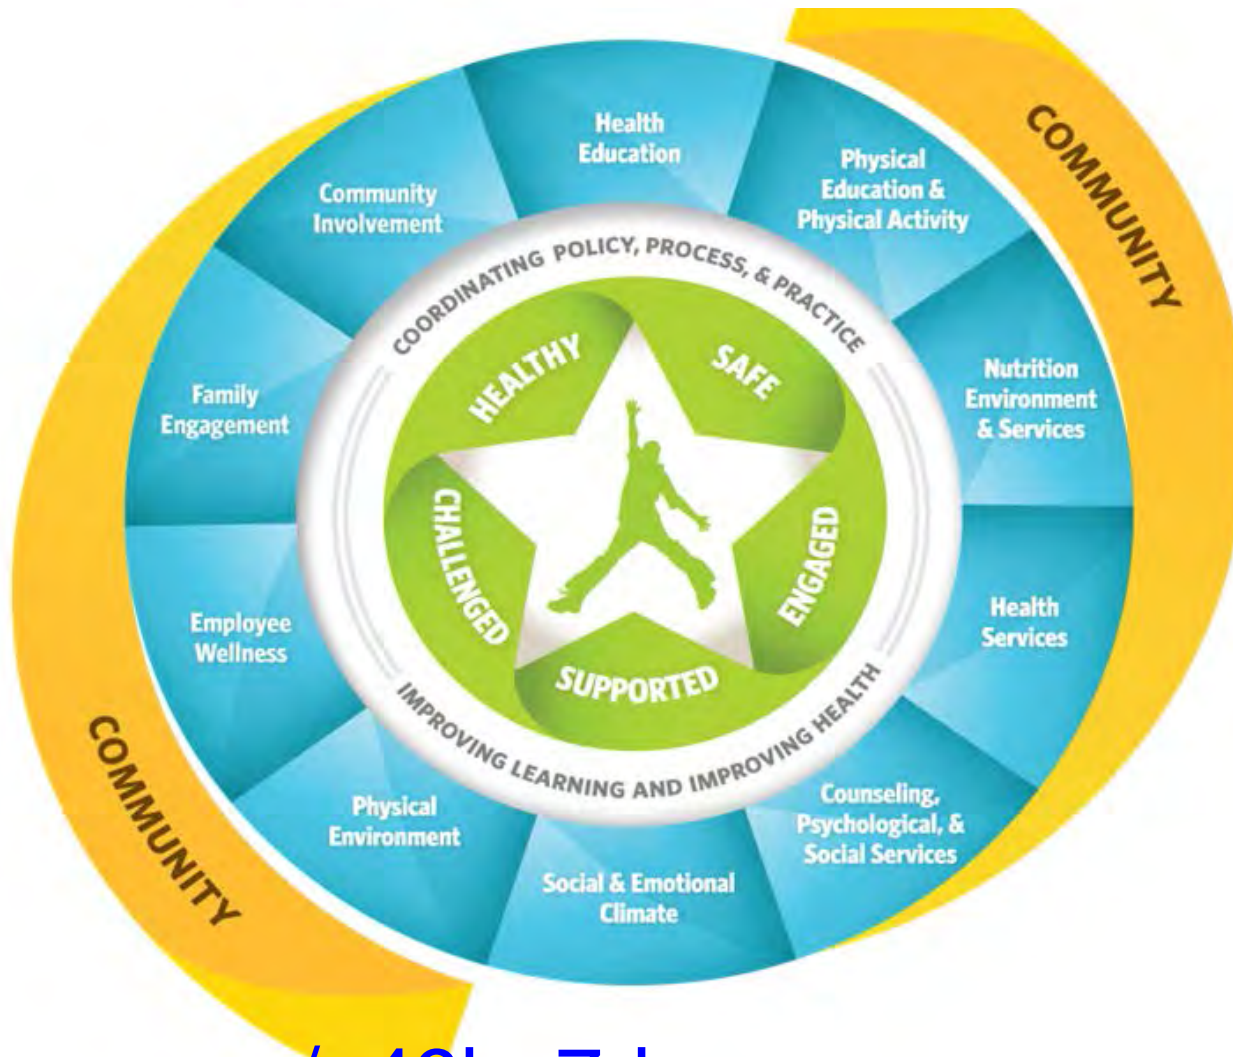 COMMUNITY
Health
Education
Physical
Education &
Physical Activity
Nutrition
Environment
& Services
Health
Services
Counseling,
Psychological, &
Social Services
Social & Emotional
Climate
Physical
Environment
Employee
Wellness
Family
Engagement
Community
Involvement
COORDINATING POLICY, PROCESS, & PRACTICE
IMPROVING LEARNING AND IMPROVING HEALTH
HEALTHY
SAFE
ENGAGED
SUPPORTED
CHALLENGED
COMMUNITY